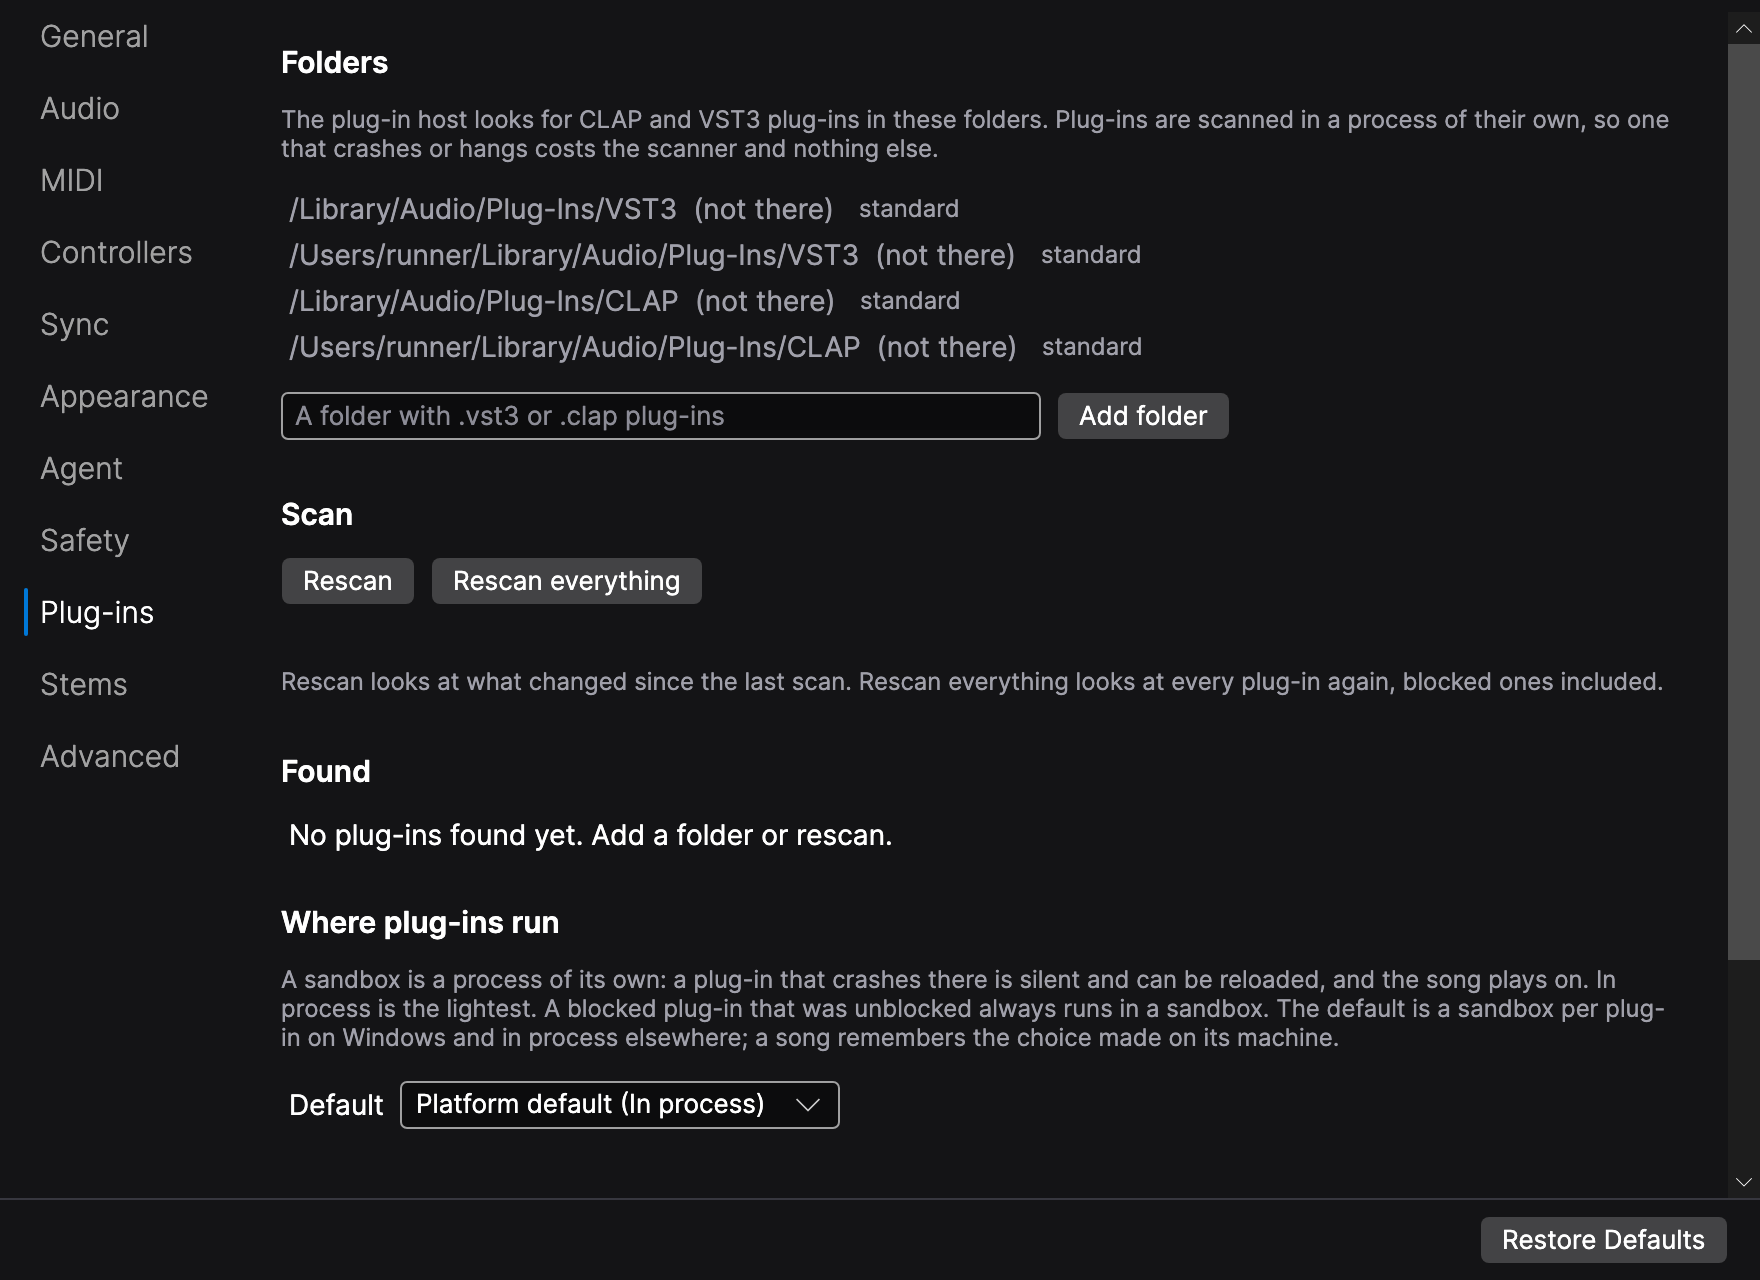 General
Audio
MIDI
Controllers
Sync
Appearance
Agent
Safety
Plug-ins
Stems
Advanced
Folders
The plug-in host looks for CLAP and VST3 plug-ins in these folders. Plug-ins are scanned in a process of their own, so one
that crashes or hangs costs the scanner and nothing else.
/Library/Audio/Plug-Ins/VST3 (not there) standard
/Users/runner/Library/Audio/Plug-Ins/VST3 (not there) standard
/Library/Audio/Plug-Ins/CLAP (not there) standard
/Users/runner/Library/Audio/Plug-Ins/CLAP (not there) standard
A folder with .vst3 or .clap plug-ins Add folder
Scan
Rescan Rescan everything
Rescan looks at what changed since the last scan. Rescan everything looks at every plug-in again, blocked ones included.
Found
No plug-ins found yet. Add a folder or rescan.
Where plug-ins run
A sandbox is a process of its own: a plug-in that crashes there is silent and can be reloaded, and the song plays on. In
process is the lightest. A blocked plug-in that was unblocked always runs in a sandbox. The default is a sandbox per plug-
in on Windows and in process elsewhere; a song remembers the choice made on its machine.
Default Platform default (In process)
Restore Defaults